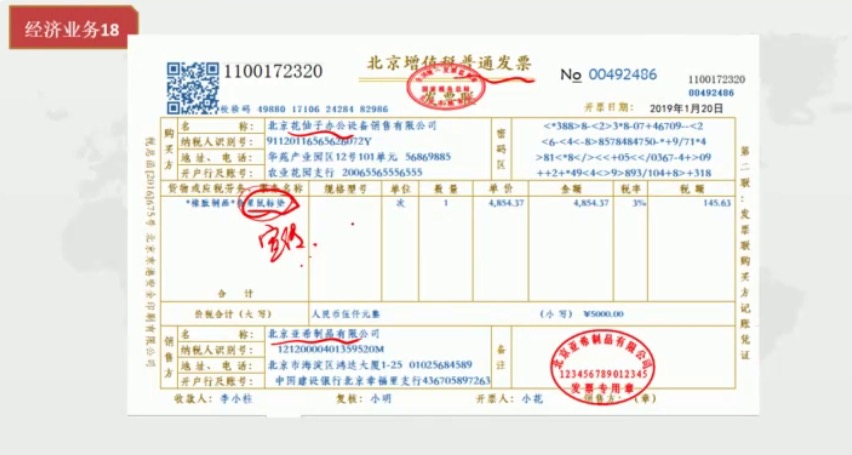 经济业务18
1100172320
北京增值税普通发票
发票联
No 00492486
1100172320
00492486
校验码 49880 17106 24284 82986
开票日期: 2019年1月20日
购买方
名 称: 北京花仙子办公设备销售有限公司
纳税人识别号: 91120116565626072Y
地址、电话: 华苑产业园区12号101单元 56869885
开户行及账号: 农业花园支行 20065565556555
密码区
<*388>8-<2>3*8-07+46709--<2
-6-<4-<-8>8578484750-*+9/71*4
>81<*8</><<+05<</0367-4+>09
++2+*49<4<>9>893/104+8>+318
货物或应税劳务、服务名称 规格型号 单位 数量 单价 金额 税率 税额
*橡胶制品* 鼠标垫 次 1 4,854.37 4,854.37 3% 145.63
宣传
合 计
价税合计(大写) 人民币伍仟元整 (小写) ¥5000.00
销售方
名 称: 北京亚希制品有限公司
纳税人识别号: 12120000401359520M
地址、电话: 北京市海淀区鸿达大厦1-25 01025684589
开户行及账号: 中国建设银行北京幸福里支行436705897263
备注
北京亚希制品有限公司
123456789012345
发票专用章
收款人: 李小柱 复核: 小明 开票人: 小花 销售方: (章)
税总函[2016]675号 北京市港安全印刷有限公司
第二联:发票联购买方记账凭证